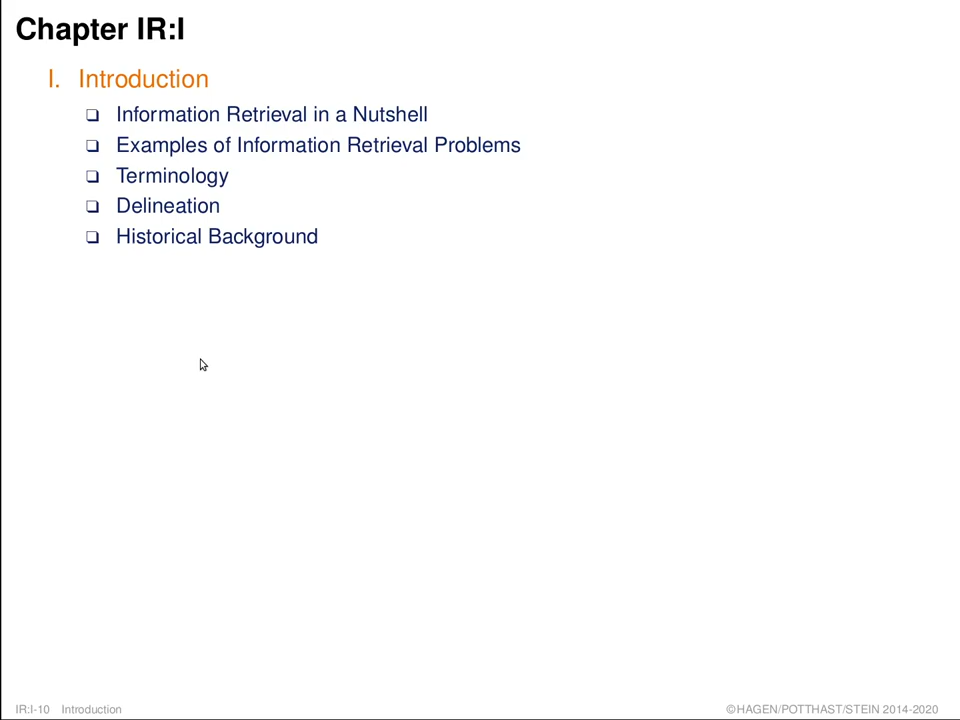 Chapter IR:I
I. Introduction
❑ Information Retrieval in a Nutshell
❑ Examples of Information Retrieval Problems
❑ Terminology
❑ Delineation
❑ Historical Background
IR:I-10 Introduction
©HAGEN/POTTHAST/STEIN 2014-2020